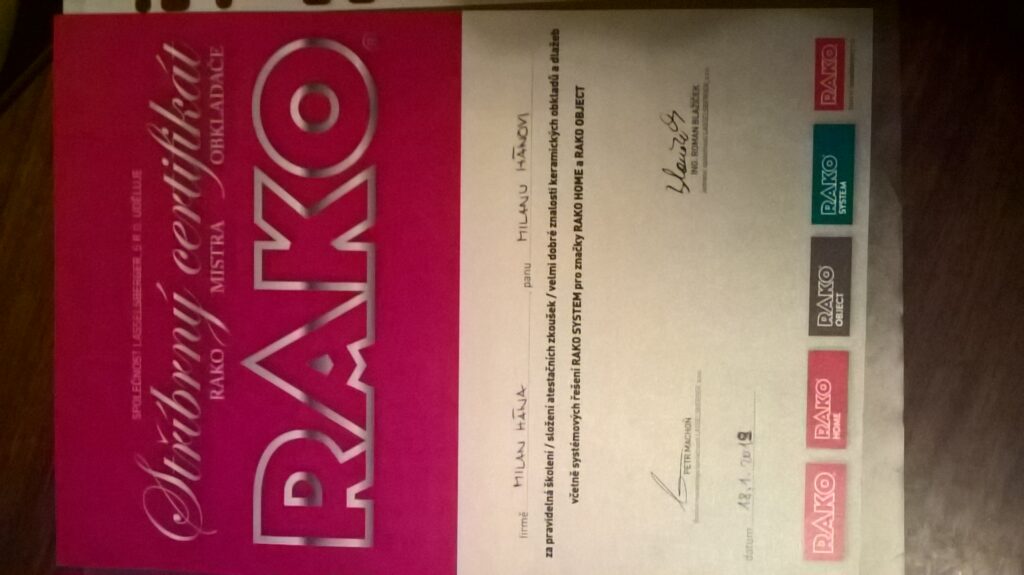 SPOLEČNOST LASSELSBERGER, S.R.O. UDĚLUJE
Stříbrný certifikát
RAKO MISTRA OBKLADAČE
RAKO
firmě MILAN HÁNA panu MILANU HÁNOVI
za pravidelná školení / složení atestačních zkoušek / velmi dobré znalosti keramických obkladů a dlažeb
včetně systémových řešení RAKO SYSTEM pro značky RAKO HOME a RAKO OBJECT
PETR MACHOŇ ING. ROMAN BLAŽÍČEK
datum 18.1.2019
RAKO
RAKO HOME
RAKO OBJECT
RAKO SYSTEM
RAKO